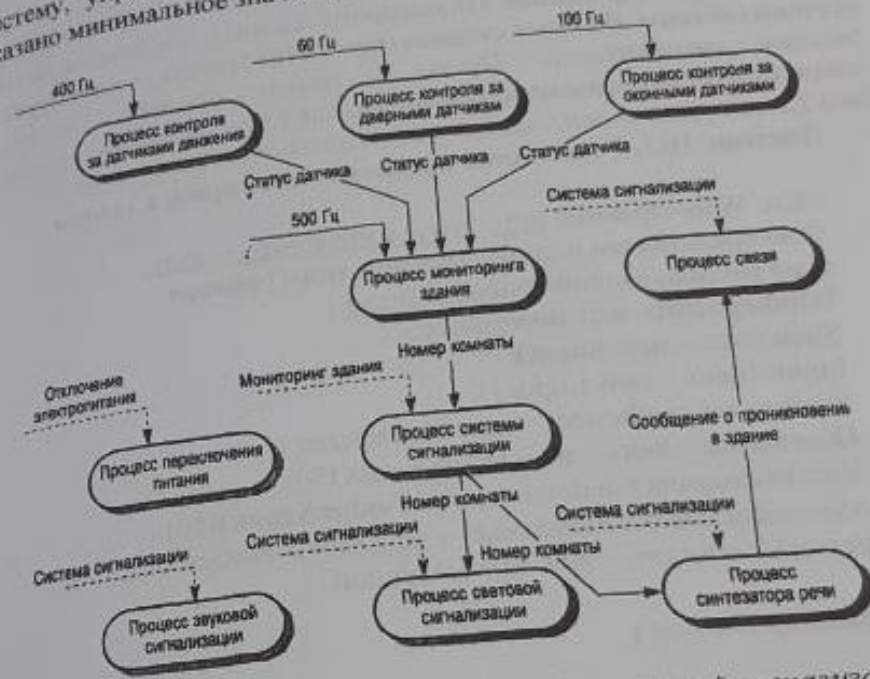 стему,
казано минимальное
400 Гц
60 Гц
100 Гц
Процесс контроля
за датчиками движения
Процесс контроля за
дверными датчикам
Процесс контроля за
оконными датчиками
Статус датчика
Статус датчика
Статус датчика
500 Гц
Процесс мониторинга
здания
Система сигнализации
Процесс связи
Номер комнаты
Мониторинг здания
Отключение
электропитания
Процесс переключения
питания
Процесс системы
сигнализации
Сообщение о проникновени
в здание
Номер комнаты
Система сигнализации
Система сигнализации
Система сигнализации
Номер комнаты
Процесс звуковой
сигнализации
Процесс световой
сигнализации
Процесс
синтезатора речи